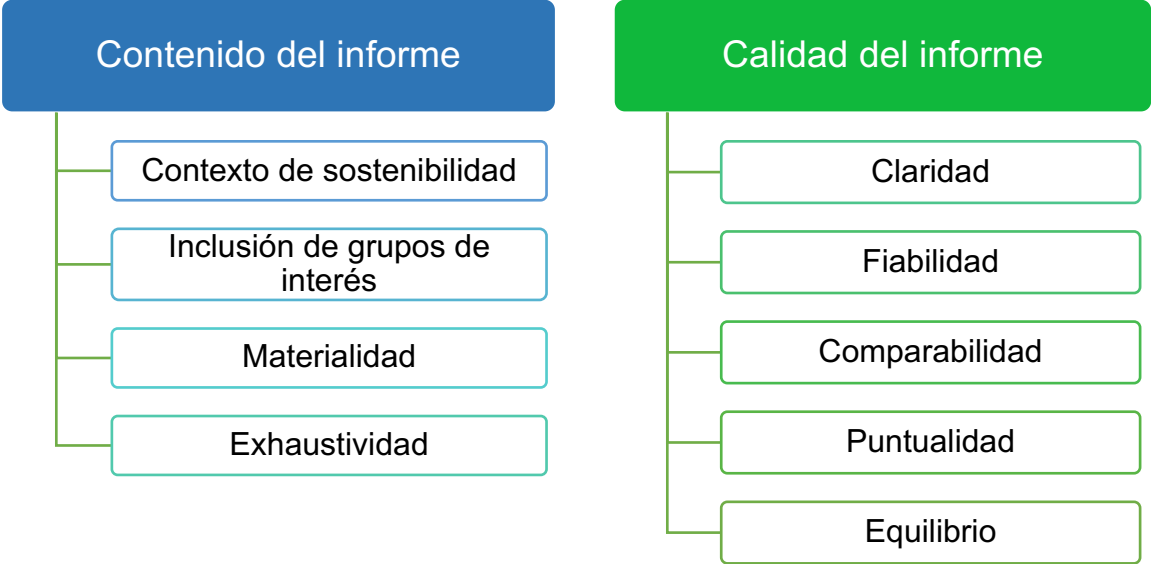 Contenido del informe
Contexto de sostenibilidad
Inclusión de grupos de
interés
Materialidad
Exhaustividad
Calidad del informe
Claridad
Fiabilidad
Comparabilidad
Puntualidad
Equilibrio